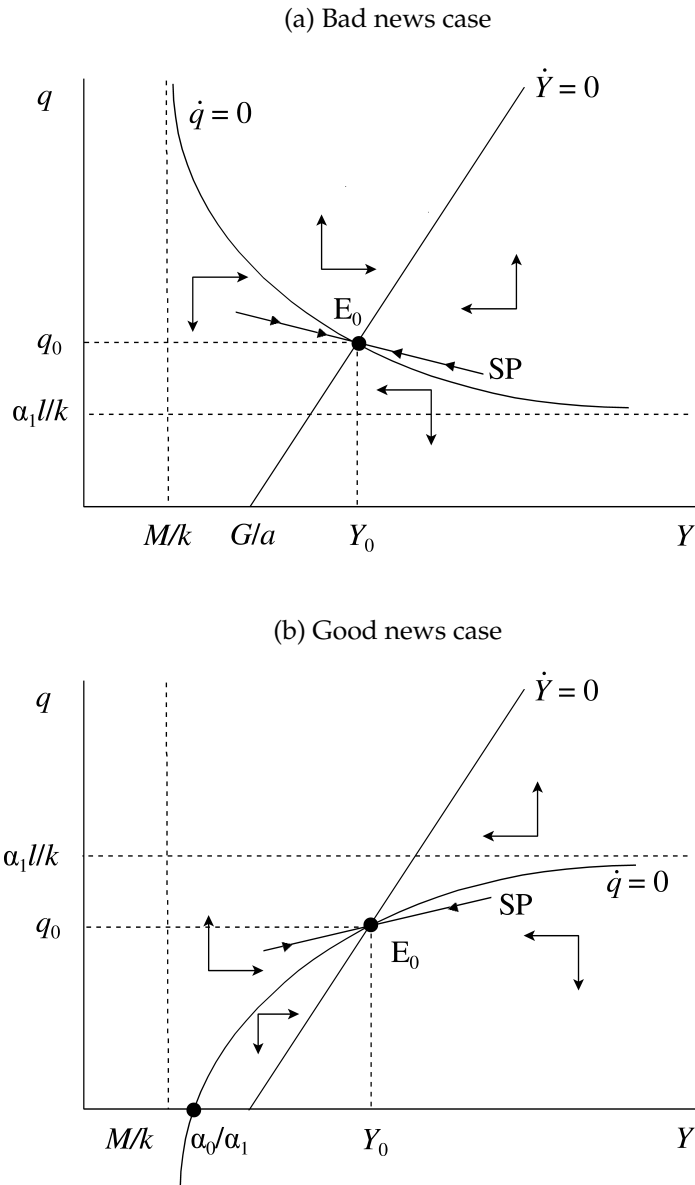 (a) Bad news case
q
q̇ = 0
Ẏ = 0
E₀
q₀
SP
α₁l/k
M/k G/a Y₀ Y
(b) Good news case
q
Ẏ = 0
α₁l/k
q̇ = 0
SP
q₀
E₀
M/k α₀/α₁ Y₀ Y